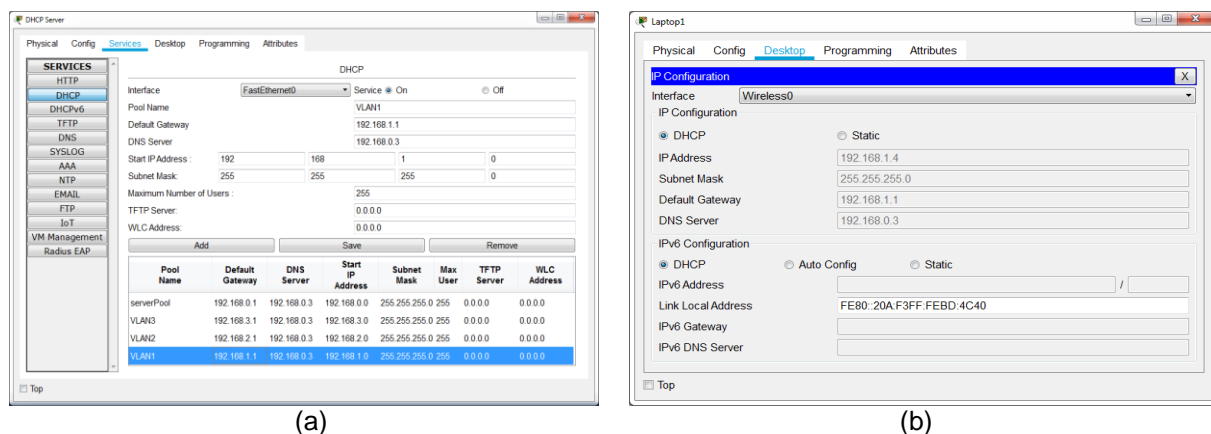 DHCP Server
Physical Config Services Desktop Programming Attributes
SERVICES
HTTP
DHCP
DHCPv6
TFTP
DNS
SYSLOG
AAA
NTP
EMAIL
FTP
IoT
VM Management
Radius EAP
DHCP
Interface FastEthernet0 Service On Off
Pool Name VLAN1
Default Gateway 192.168.1.1
DNS Server 192.168.0.3
Start IP Address : 192 168 1 0
Subnet Mask: 255 255 255 0
Maximum Number of Users : 255
TFTP Server: 0.0.0.0
WLC Address: 0.0.0.0
Add Save Remove
Pool Name Default Gateway DNS Server Start IP Address Subnet Mask Max User TFTP Server WLC Address
serverPool 192.168.0.1 192.168.0.3 192.168.0.0 255.255.255.0 255 0.0.0.0 0.0.0.0
VLAN3 192.168.3.1 192.168.0.3 192.168.3.0 255.255.255.0 255 0.0.0.0 0.0.0.0
VLAN2 192.168.2.1 192.168.0.3 192.168.2.0 255.255.255.0 255 0.0.0.0 0.0.0.0
VLAN1 192.168.1.1 192.168.0.3 192.168.1.0 255.255.255.0 255 0.0.0.0 0.0.0.0
Top
(a)
Laptop1
Physical Config Desktop Programming Attributes
IP Configuration X
Interface Wireless0
IP Configuration
DHCP Static
IP Address 192.168.1.4
Subnet Mask 255.255.255.0
Default Gateway 192.168.1.1
DNS Server 192.168.0.3
IPv6 Configuration
DHCP Auto Config Static
IPv6 Address /
Link Local Address FE80::20A:F3FF:FEBD:4C40
IPv6 Gateway
IPv6 DNS Server
Top
(b)